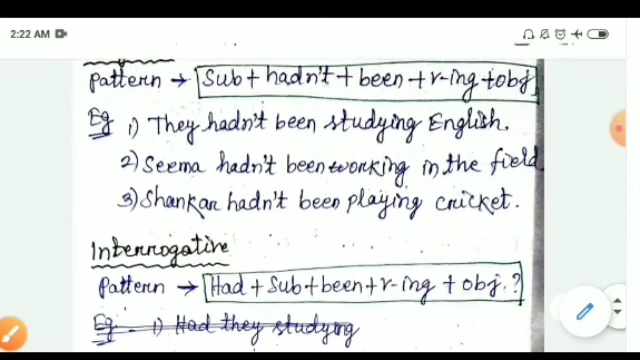 2:22 AM
Pattern → Sub + hadn't + been + v-ing + obj
Eg 1) They hadn't been studying English.
2) Seema hadn't been working in the field
3) Shankar hadn't been playing cricket.
Interrogative
Pattern → Had + Sub + been + v-ing + obj. ?
Eg. 1) Had they studying